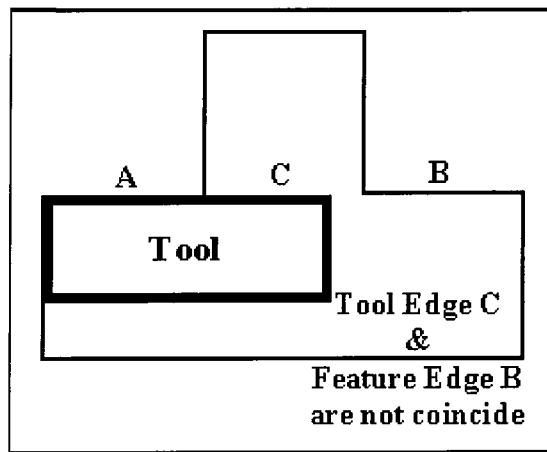 A C B
Tool
Tool Edge C
&
Feature Edge B
are not coincide